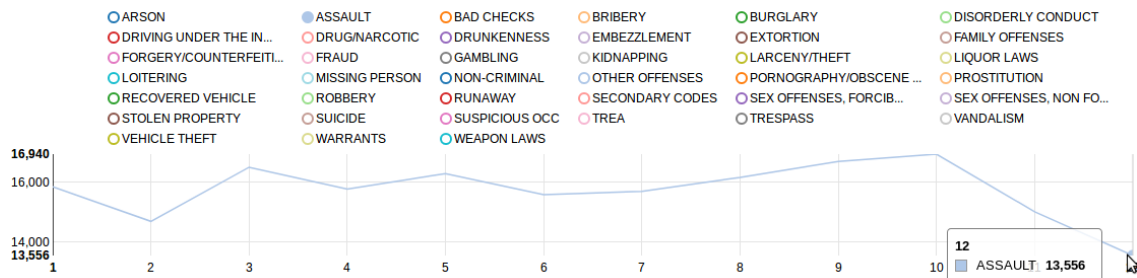 ARSON ASSAULT BAD CHECKS BRIBERY BURGLARY DISORDERLY CONDUCT
DRIVING UNDER THE IN... DRUG/NARCOTIC DRUNKENNESS EMBEZZLEMENT EXTORTION FAMILY OFFENSES
FORGERY/COUNTERFEITI... FRAUD GAMBLING KIDNAPPING LARCENY/THEFT LIQUOR LAWS
LOITERING MISSING PERSON NON-CRIMINAL OTHER OFFENSES PORNOGRAPHY/OBSCENE ... PROSTITUTION
RECOVERED VEHICLE ROBBERY RUNAWAY SECONDARY CODES SEX OFFENSES, FORCIB... SEX OFFENSES, NON FO...
STOLEN PROPERTY SUICIDE SUSPICIOUS OCC TREA TRESPASS VANDALISM
VEHICLE THEFT WARRANTS WEAPON LAWS
16,940
16,000
14,000
13,556
12
ASSAULT 13,556
1 2 3 4 5 6 7 8 9 10